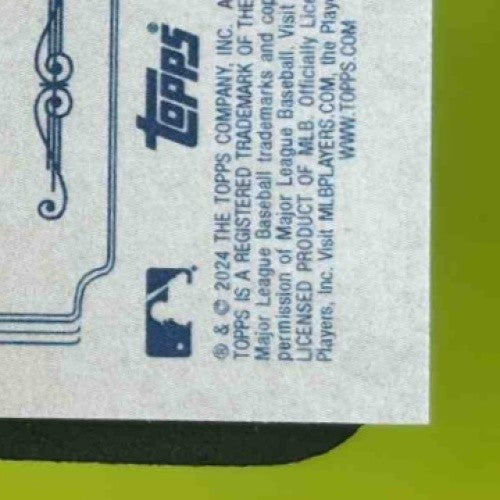 topps
® & © 2024 THE TOPPS COMPANY, INC. A
TOPPS IS A REGISTERED TRADEMARK OF THE
Major League Baseball trademarks and cop
permission of Major League Baseball. Visit
LICENSED PRODUCT OF MLB. Officially Lice
Players, Inc. Visit MLBPLAYERS.COM, the Play
WWW.TOPPS.COM